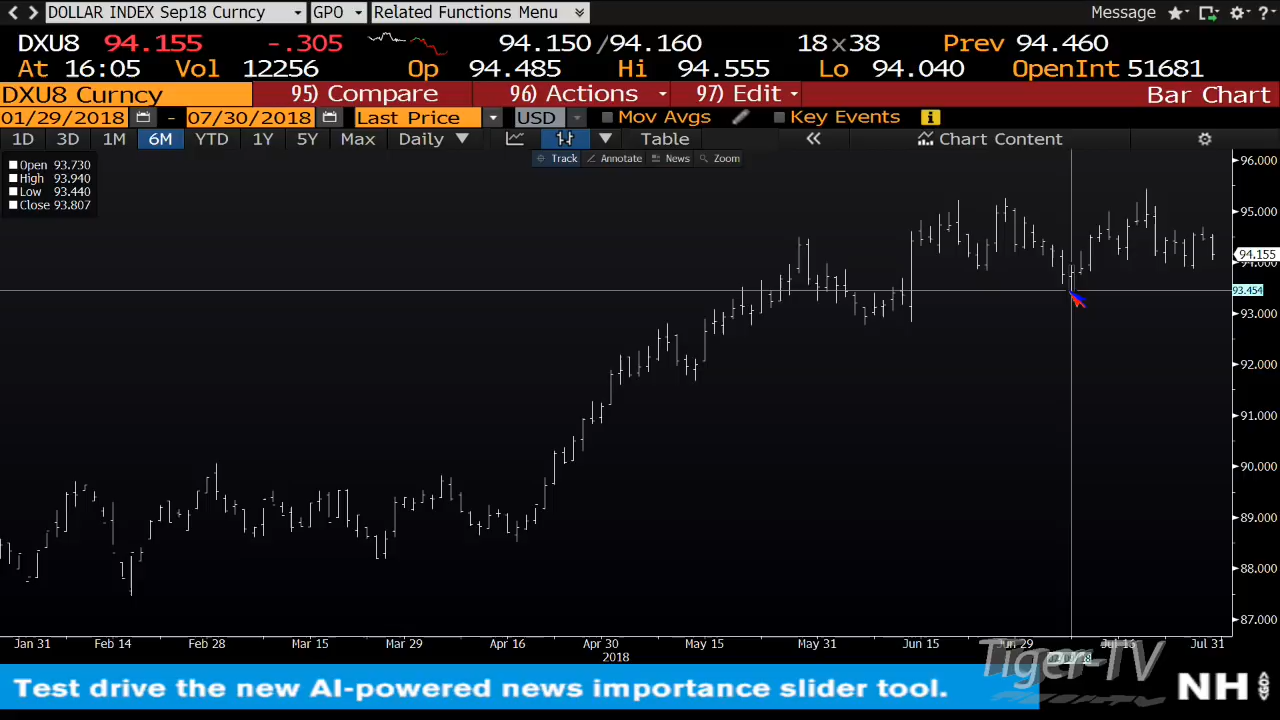 DOLLAR INDEX Sep18 Curncy GPO Related Functions Menu Message
DXU8 94.155 -.305 94.150/94.160 18x38 Prev 94.460
At 16:05 Vol 12256 Op 94.485 Hi 94.555 Lo 94.040 OpenInt 51681
DXU8 Curncy 95) Compare 96) Actions 97) Edit Bar Chart
01/29/2018 - 07/30/2018 Last Price USD Mov Avgs Key Events
1D 3D 1M 6M YTD 1Y 5Y Max Daily Table Chart Content
Track Annotate News Zoom
Open 93.730
High 93.940
Low 93.440
Close 93.807
96.000
95.000
94.155
94.000
93.454
93.000
92.000
91.000
90.000
89.000
88.000
87.000
Jan 31 Feb 14 Feb 28 Mar 15 Mar 29 Apr 16 Apr 30 May 15 May 31 Jun 15 Jun 29 Jul 16 Jul 31
2018
Tiger-TV
Test drive the new AI-powered news importance slider tool. NH <GO>